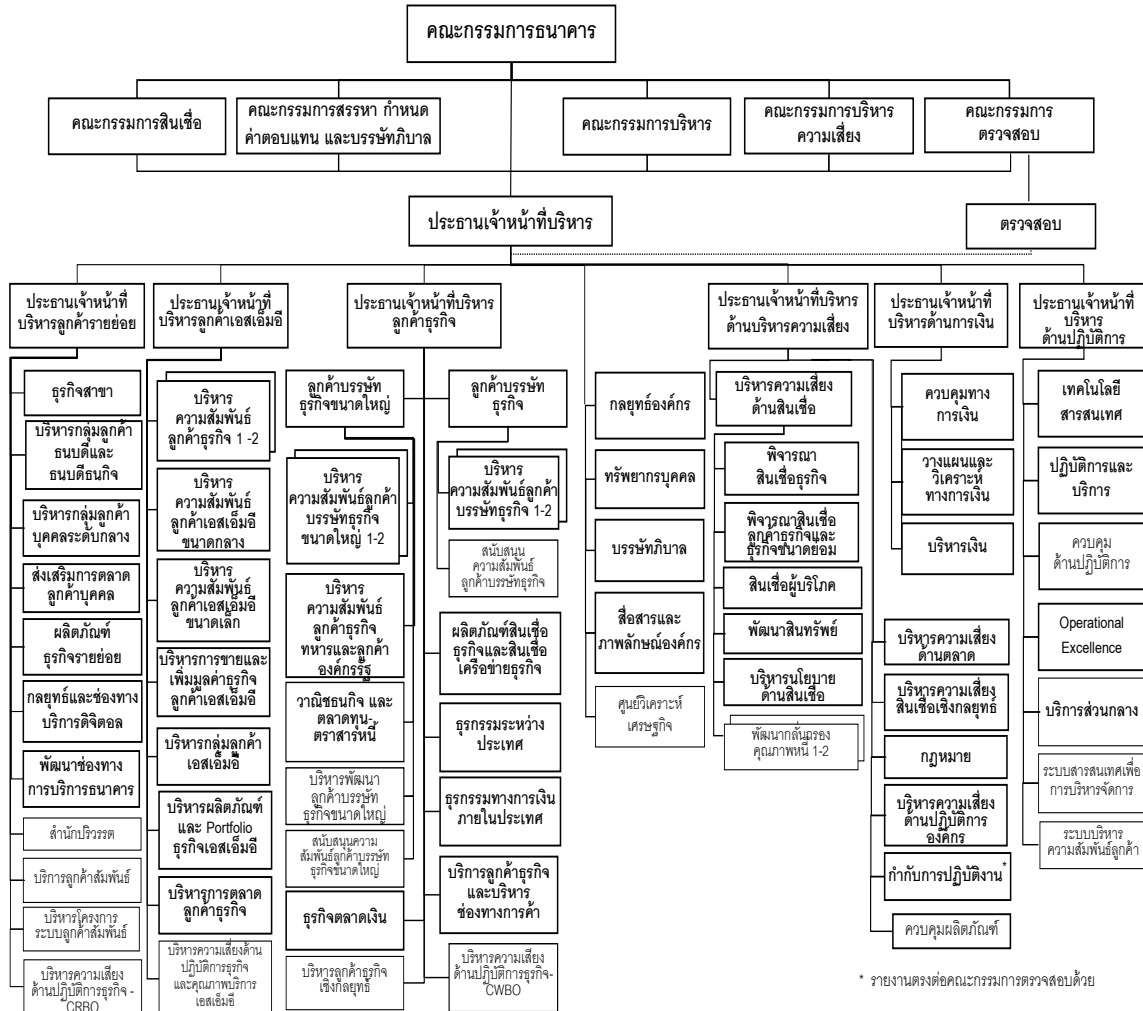 คณะกรรมการธนาคาร
คณะกรรมการสินเชื่อ
คณะกรรมการสรรหา กำหนด
ค่าตอบแทน และบรรษัทภิบาล
คณะกรรมการบริหาร
คณะกรรมการบริหาร
ความเสี่ยง
คณะกรรมการ
ตรวจสอบ
ประธานเจ้าหน้าที่บริหาร
ตรวจสอบ
ประธานเจ้าหน้าที่
บริหารลูกค้ารายย่อย
ประธานเจ้าหน้าที่
บริหารลูกค้าเอสเอ็มอี
ประธานเจ้าหน้าที่บริหาร
ลูกค้าธุรกิจ
ประธานเจ้าหน้าที่บริหาร
ด้านบริหารความเสี่ยง
ประธานเจ้าหน้าที่
บริหารด้านการเงิน
ประธานเจ้าหน้าที่
บริหาร
ด้านปฏิบัติการ
ธุรกิจสาขา
บริหารกลุ่มลูกค้า
ธนบดีและ
ธนบดีธนกิจ
บริหารกลุ่มลูกค้า
บุคคลระดับกลาง
ส่งเสริมการตลาด
ลูกค้าบุคคล
ผลิตภัณฑ์
ธุรกิจรายย่อย
กลยุทธ์และช่องทาง
บริการดิจิตอล
พัฒนาช่องทาง
การบริการธนาคาร
สำนักปริวรรต
บริการลูกค้าสัมพันธ์
บริหารโครงการ
ระบบลูกค้าสัมพันธ์
บริหารความเสี่ยง
ด้านปฏิบัติการธุรกิจ -
CRBO
บริหาร
ความสัมพันธ์
ลูกค้าธุรกิจ 1 -2
บริหาร
ความสัมพันธ์
ลูกค้าเอสเอ็มอี
ขนาดกลาง
บริหาร
ความสัมพันธ์
ลูกค้าเอสเอ็มอี
ขนาดเล็ก
บริหารการขายและ
เพิ่มมูลค่าธุรกิจ
ลูกค้าเอสเอ็มอี
บริหารกลุ่มลูกค้า
เอสเอ็มอี
บริหารผลิตภัณฑ์
และ Portfolio
ธุรกิจเอสเอ็มอี
บริหารการตลาด
ลูกค้าธุรกิจ
บริหารความเสี่ยงด้าน
ปฏิบัติการธุรกิจ
และคุณภาพบริการ
เอสเอ็มอี
ลูกค้าบรรษัท
ธุรกิจขนาดใหญ่
บริหาร
ความสัมพันธ์ลูกค้า
บรรษัทธุรกิจ
ขนาดใหญ่ 1-2
บริหาร
ความสัมพันธ์
ลูกค้าธุรกิจ
ทหารและลูกค้า
องค์กรรัฐ
วาณิชธนกิจ และ
ตลาดทุน-
ตราสารหนี้
บริหารพัฒนา
ลูกค้าบรรษัท
ธุรกิจขนาดใหญ่
สนับสนุนความ
สัมพันธ์ลูกค้าบรรษัท
ธุรกิจขนาดใหญ่
ธุรกิจตลาดเงิน
บริหารลูกค้าธุรกิจ
เชิงกลยุทธ์
ลูกค้าบรรษัท
ธุรกิจ
บริหาร
ความสัมพันธ์ลูกค้า
บรรษัทธุรกิจ 1-2
สนับสนุน
ความสัมพันธ์
ลูกค้าบรรษัทธุรกิจ
ผลิตภัณฑ์สินเชื่อ
ธุรกิจและสินเชื่อ
เครือข่ายธุรกิจ
ธุรกรรมระหว่าง
ประเทศ
ธุรกรรมทางการเงิน
ภายในประเทศ
บริการลูกค้าธุรกิจ
และบริหาร
ช่องทางการค้า
บริหารความเสี่ยง
ด้านปฏิบัติการธุรกิจ-
CWBO
กลยุทธ์องค์กร
ทรัพยากรบุคคล
บรรษัทภิบาล
สื่อสารและ
ภาพลักษณ์องค์กร
ศูนย์วิเคราะห์
เศรษฐกิจ
บริหารความเสี่ยง
ด้านสินเชื่อ
พิจารณา
สินเชื่อธุรกิจ
พิจารณาสินเชื่อ
ลูกค้าธุรกิจและ
ธุรกิจขนาดย่อม
สินเชื่อผู้บริโภค
พัฒนาสินทรัพย์
บริหารนโยบาย
ด้านสินเชื่อ
พัฒนากลั่นกรอง
คุณภาพหนี้ 1-2
บริหารความเสี่ยง
ด้านตลาด
บริหารความเสี่ยง
สินเชื่อเชิงกลยุทธ์
กฎหมาย
บริหารความเสี่ยง
ด้านปฏิบัติการ
องค์กร
กำกับการปฏิบัติงาน *
ควบคุมผลิตภัณฑ์
ควบคุมทาง
การเงิน
วางแผนและ
วิเคราะห์
ทางการเงิน
บริหารเงิน
เทคโนโลยี
สารสนเทศ
ปฏิบัติการและ
บริการ
ควบคุม
ด้านปฏิบัติการ
Operational
Excellence
บริการส่วนกลาง
ระบบสารสนเทศเพื่อ
การบริหารจัดการ
ระบบบริหาร
ความสัมพันธ์ลูกค้า
* รายงานตรงต่อคณะกรรมการตรวจสอบด้วย